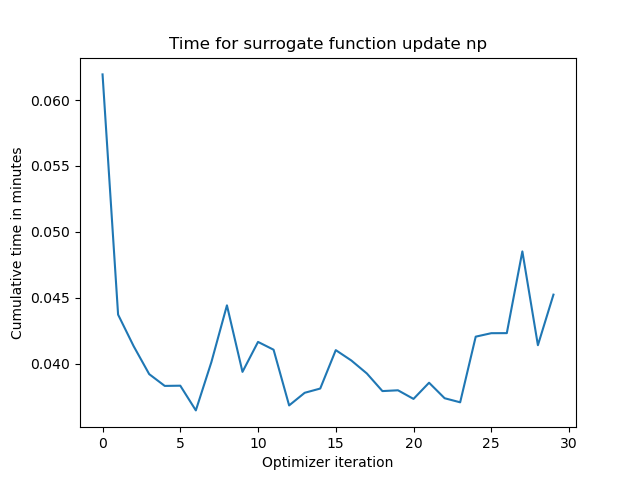 Time for surrogate function update np
Cumulative time in minutes
0.060
0.055
0.050
0.045
0.040
0 5 10 15 20 25 30
Optimizer iteration